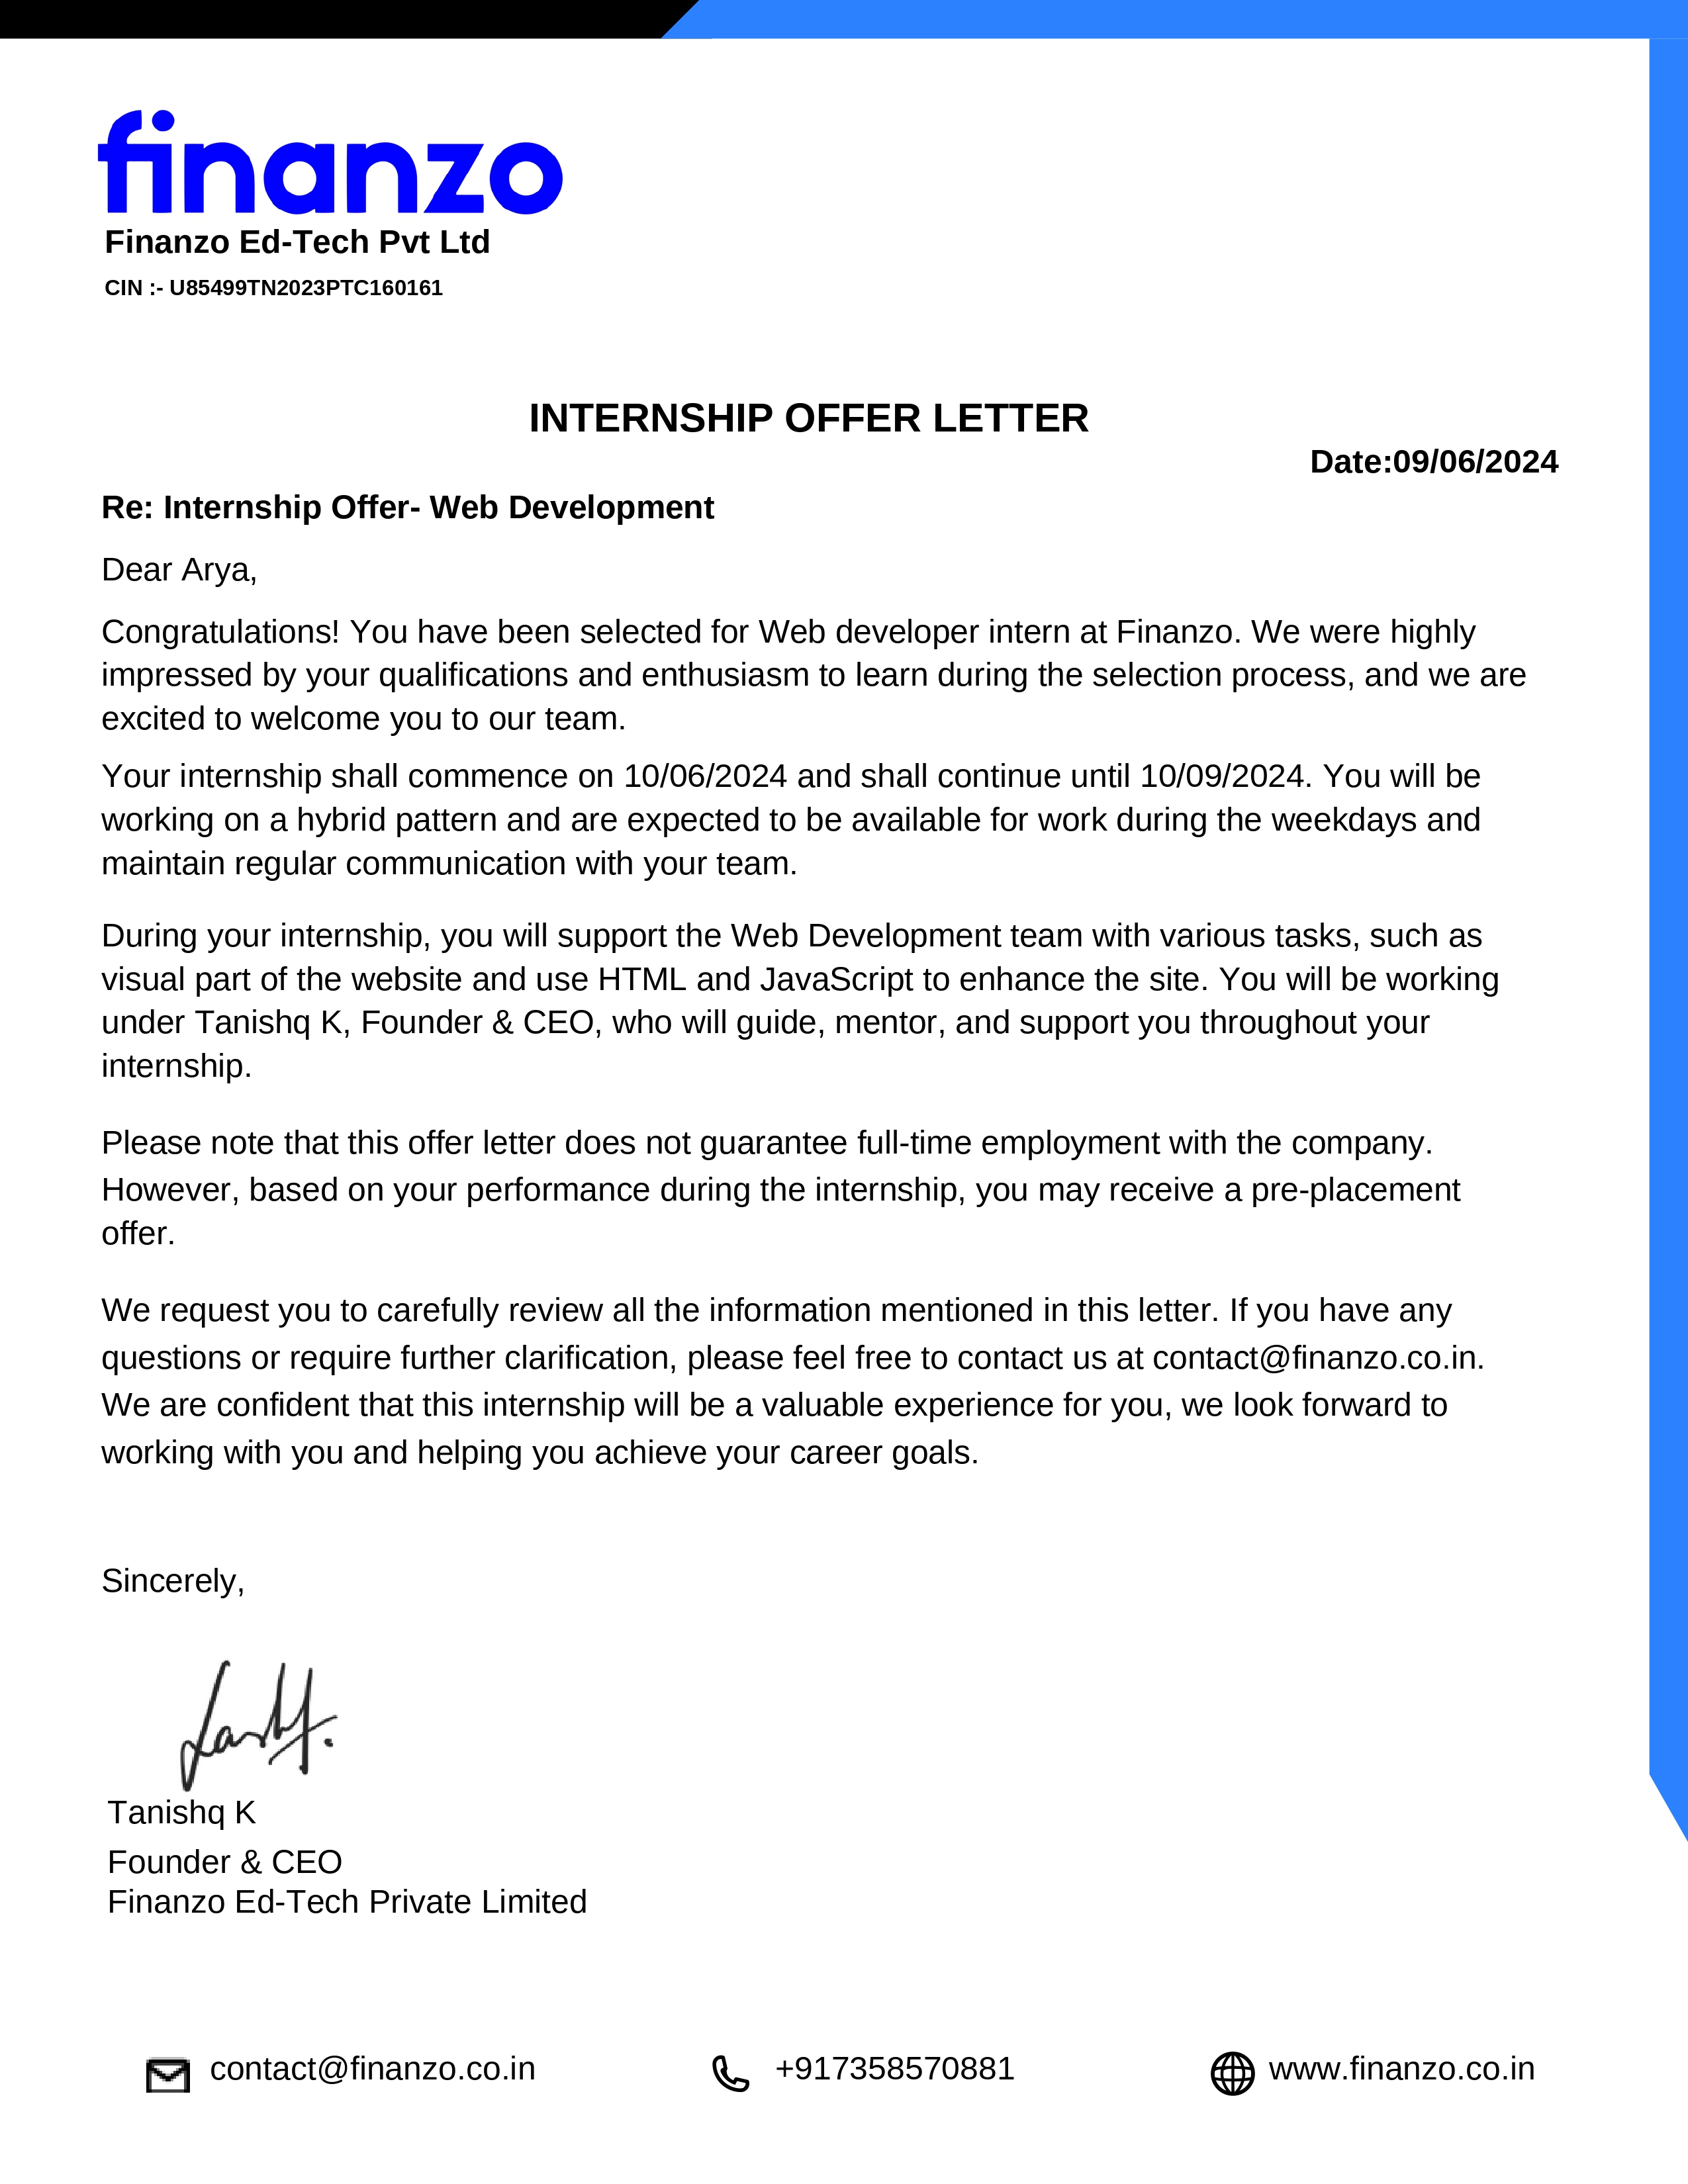 finanzo
Finanzo Ed-Tech Pvt Ltd
CIN :- U85499TN2023PTC160161
INTERNSHIP OFFER LETTER
Date:09/06/2024
Re: Internship Offer- Web Development
Dear Arya,
Congratulations! You have been selected for Web developer intern at Finanzo. We were highly
impressed by your qualifications and enthusiasm to learn during the selection process, and we are
excited to welcome you to our team.
Your internship shall commence on 10/06/2024 and shall continue until 10/09/2024. You will be
working on a hybrid pattern and are expected to be available for work during the weekdays and
maintain regular communication with your team.
During your internship, you will support the Web Development team with various tasks, such as
visual part of the website and use HTML and JavaScript to enhance the site. You will be working
under Tanishq K, Founder & CEO, who will guide, mentor, and support you throughout your
internship.
Please note that this offer letter does not guarantee full-time employment with the company.
However, based on your performance during the internship, you may receive a pre-placement
offer.
We request you to carefully review all the information mentioned in this letter. If you have any
questions or require further clarification, please feel free to contact us at contact@finanzo.co.in.
We are confident that this internship will be a valuable experience for you, we look forward to
working with you and helping you achieve your career goals.
Sincerely,
Tanishq K
Founder & CEO
Finanzo Ed-Tech Private Limited
contact@finanzo.co.in
+917358570881
www.finanzo.co.in